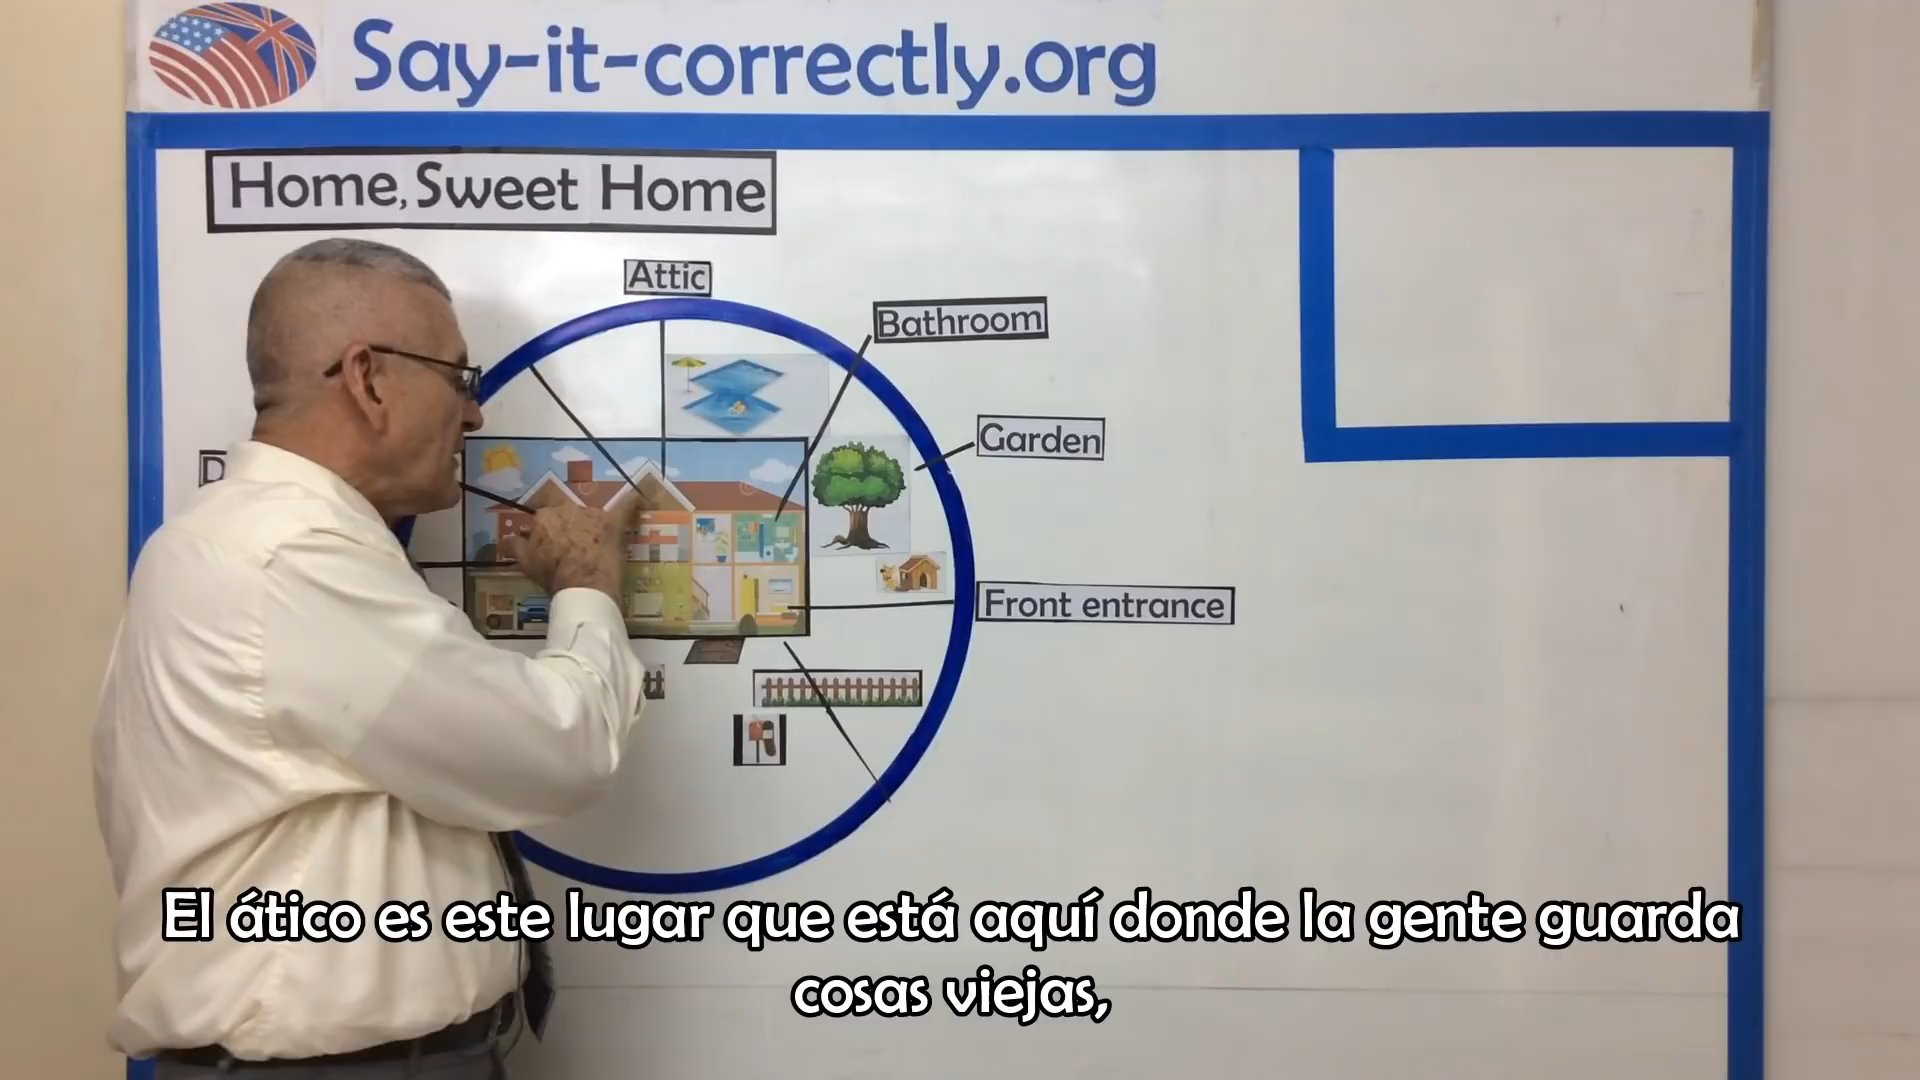 Say-it-correctly.org
Home, Sweet Home
Attic
Bathroom
Garden
Front entrance
El ático es este lugar que está aquí donde la gente guarda
cosas viejas,